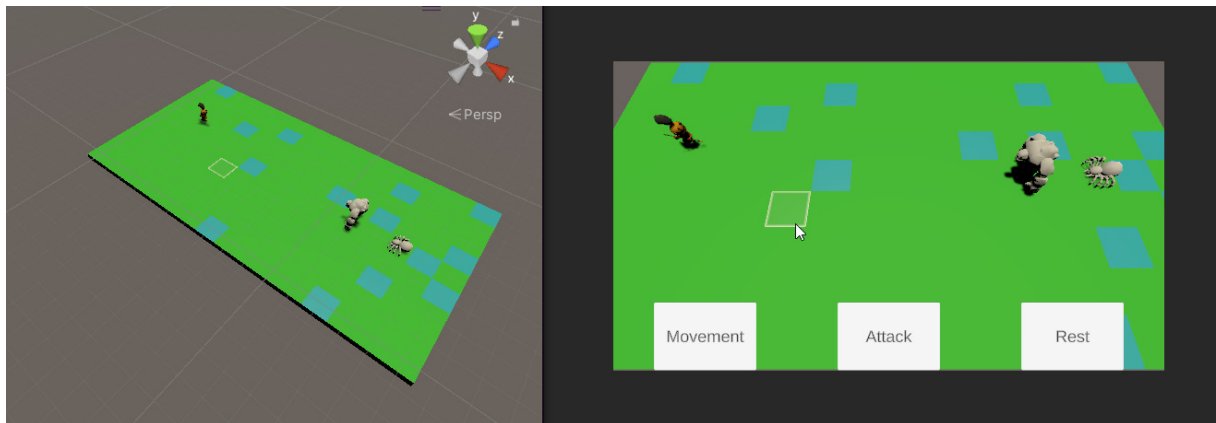 y
z
x
Persp
Movement
Attack
Rest